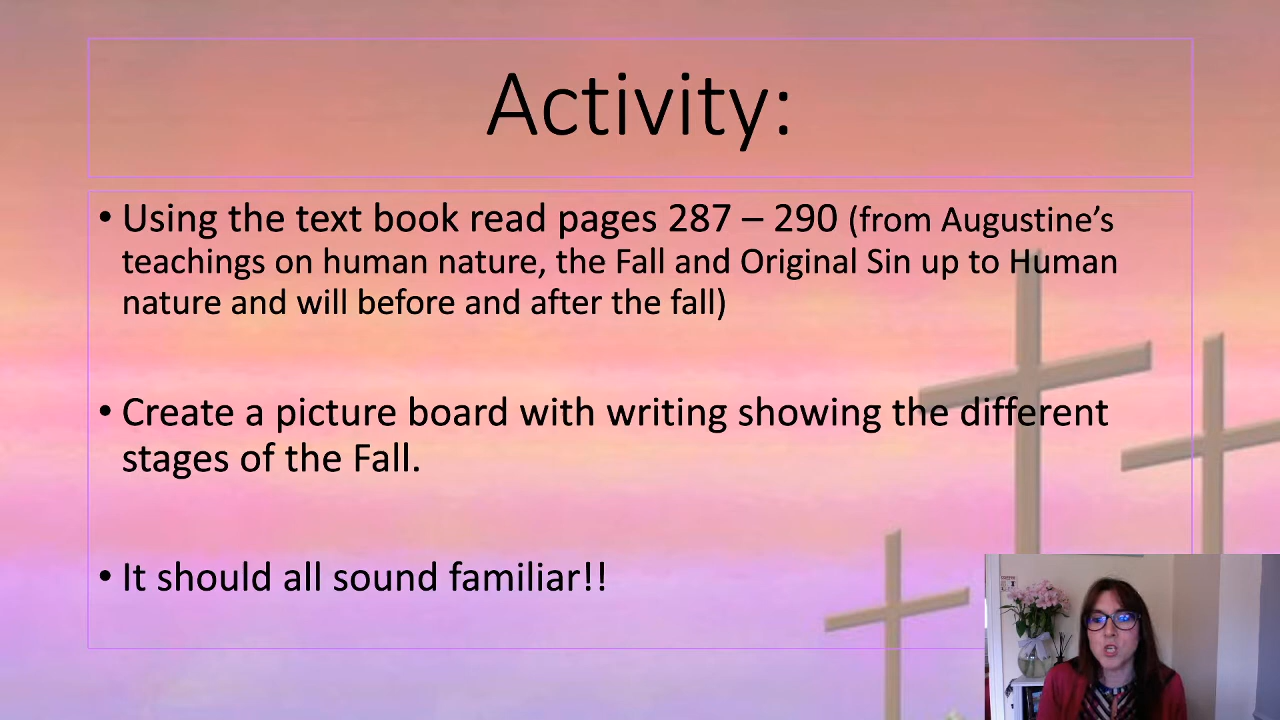 Activity:
• Using the text book read pages 287 – 290 (from Augustine’s
teachings on human nature, the Fall and Original Sin up to Human
nature and will before and after the fall)
• Create a picture board with writing showing the different
stages of the Fall.
• It should all sound familiar!!